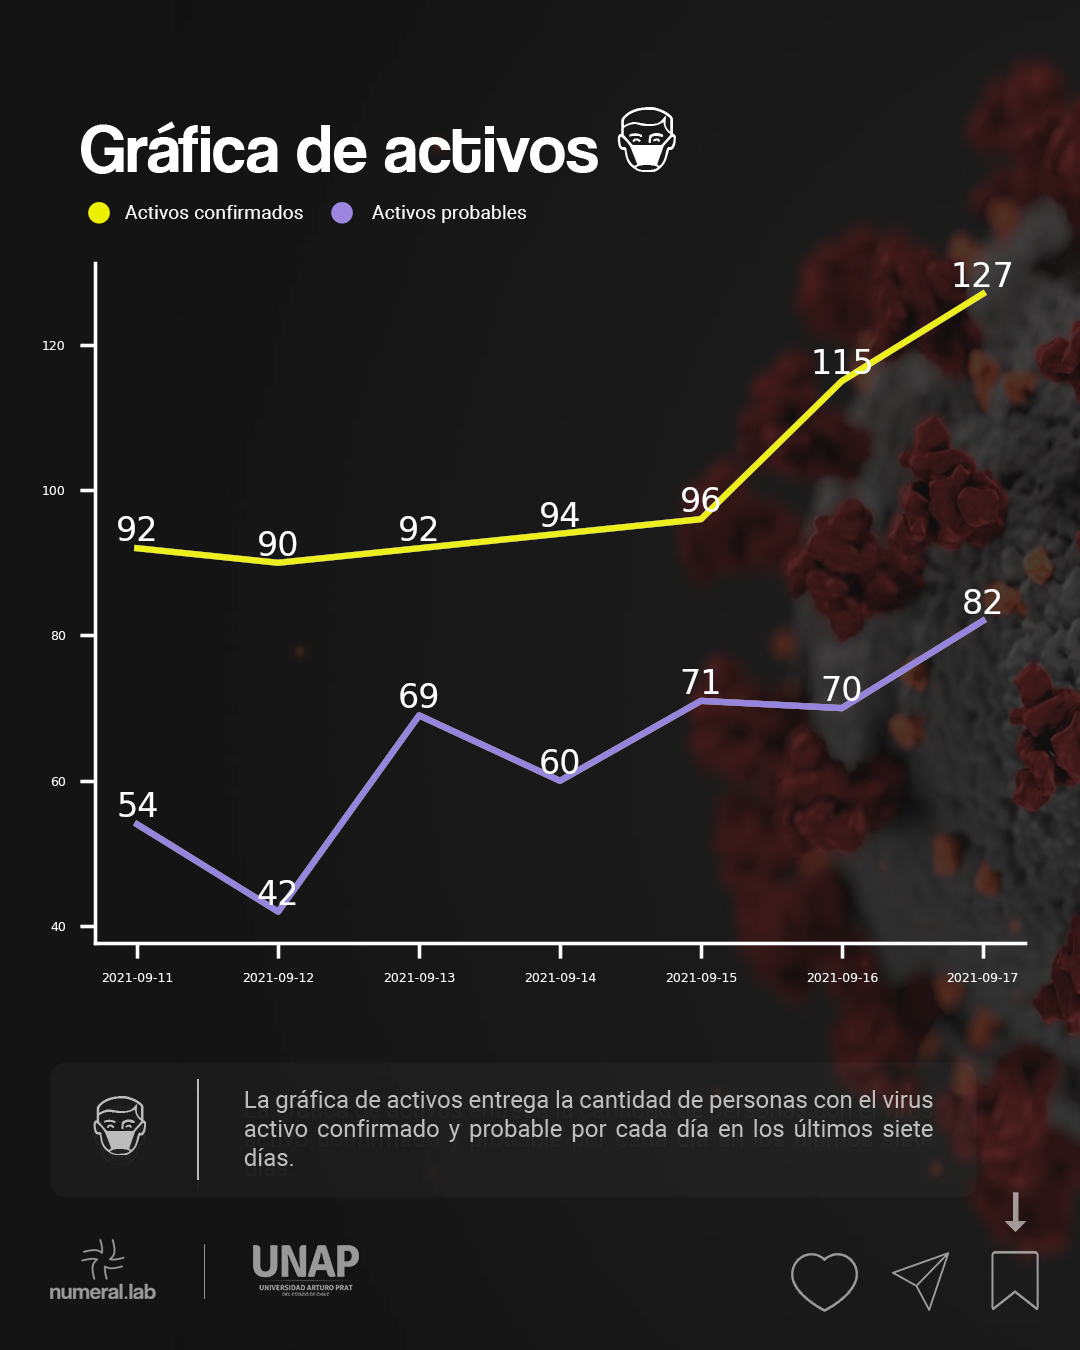 Gráfica de activos
Activos confirmados Activos probables
127
120
115
100
96
94
92 90 92
82
80
71 70
69
60
60
54
42
40
2021-09-11 2021-09-12 2021-09-13 2021-09-14 2021-09-15 2021-09-16 2021-09-17
La gráfica de activos entrega la cantidad de personas con el virus
activo confirmado y probable por cada día en los últimos siete
días.
numeral.lab
UNAP
UNIVERSIDAD ARTURO PRAT
DEL ESTADO DE CHILE